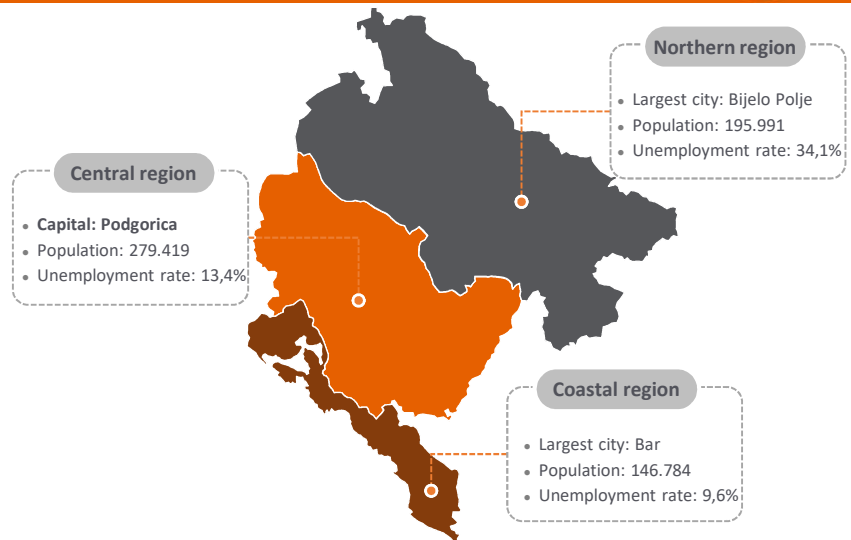 Northern region
• Largest city: Bijelo Polje
• Population: 195.991
• Unemployment rate: 34,1%
Central region
• Capital: Podgorica
• Population: 279.419
• Unemployment rate: 13,4%
Coastal region
• Largest city: Bar
• Population: 146.784
• Unemployment rate: 9,6%